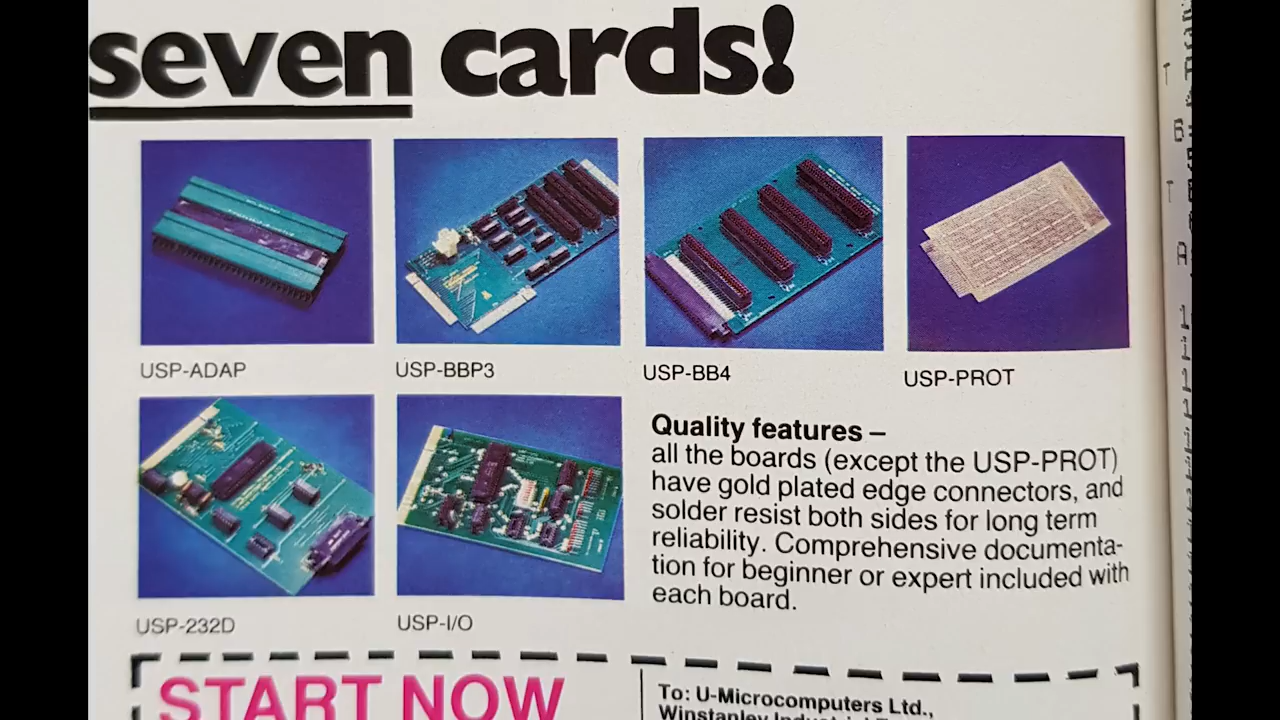 seven cards!
USP-ADAP
USP-BBP3
USP-BB4
USP-PROT
USP-232D
USP-I/O
Quality features –
all the boards (except the USP-PROT)
have gold plated edge connectors, and
solder resist both sides for long term
reliability. Comprehensive documenta-
tion for beginner or expert included with
each board.
START NOW
To: U-Microcomputers Ltd.,
Winstanley Industrial